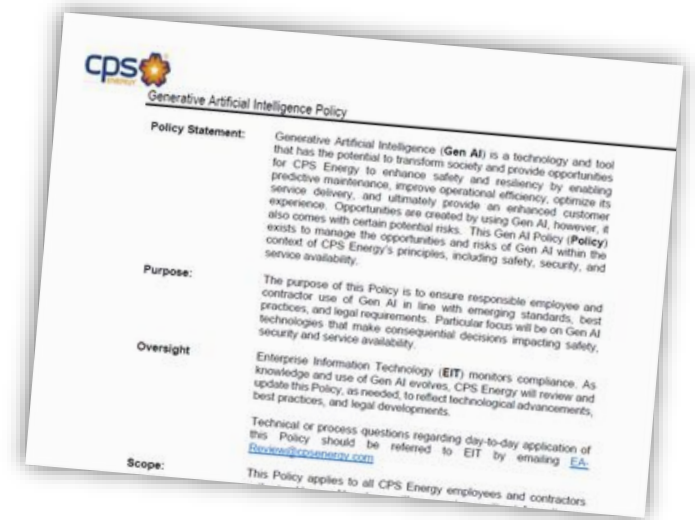 cps
ENERGY
Generative Artificial Intelligence Policy
Policy Statement:
Generative Artificial Intelligence (Gen AI) is a technology and tool
that has the potential to transform society and provide opportunities
for CPS Energy to enhance safety and resiliency by enabling
predictive maintenance, improve operational efficiency, optimize its
service delivery, and ultimately provide an enhanced customer
experience. Opportunities are created by using Gen AI, however, it
also comes with certain potential risks. This Gen AI Policy (Policy)
exists to manage the opportunities and risks of Gen AI within the
context of CPS Energy's principles, including safety, security, and
service availability.
Purpose:
The purpose of this Policy is to ensure responsible employee and
contractor use of Gen AI in line with emerging standards, best
practices, and legal requirements. Particular focus will be on Gen AI
technologies that make consequential decisions impacting safety,
security and service availability.
Oversight
Enterprise Information Technology (EIT) monitors compliance. As
knowledge and use of Gen AI evolves, CPS Energy will review and
update this Policy, as needed, to reflect technological advancements,
best practices, and legal developments.
Technical or process questions regarding day-to-day application of
this Policy should be referred to EIT by emailing EA-
Review@cpsenergy.com
Scope:
This Policy applies to all CPS Energy employees and contractors